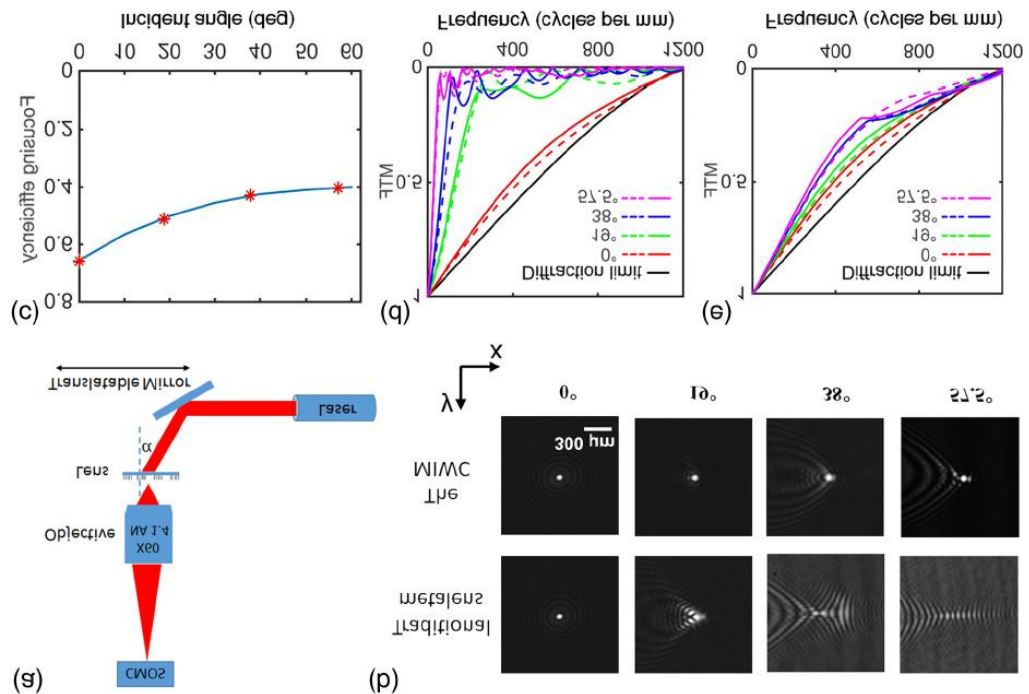 (a)
CMOS
Objective
X60
NA 1.4
Lens
α
Laser
Translatable Mirror
(b)
Traditional
metalens
The
MIWC
300 μm
0°
19°
38°
57.5°
y
x
(c)
Focusing efficiency
0.8
0.6
0.4
0.2
0
0
10
20
30
40
50
60
Incident angle (deg)
(d)
MTF
1
0.5
0
Diffraction limit
0°
19°
38°
57.5°
0
400
800
1200
Frequency (cycles per mm)
(e)
MTF
1
0.5
0
Diffraction limit
0°
19°
38°
57.5°
0
400
800
1200
Frequency (cycles per mm)